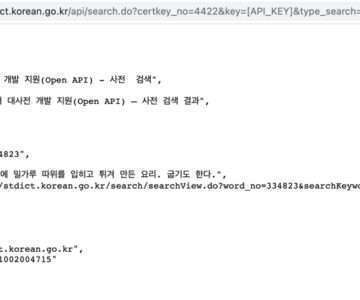 ct.korean.go.kr/api/search.do?certkey_no=4422&key=[API_KEY]&type_search=
개발 지원(Open API) - 사전 검색",
대사전 개발 지원(Open API) – 사전 검색 결과",
4823",
에 밀가루 따위를 입히고 튀겨 만든 요리. 굽기도 한다.",
/stdict.korean.go.kr/search/searchView.do?word_no=334823&searchKeywo
t.korean.go.kr",
1002004715"